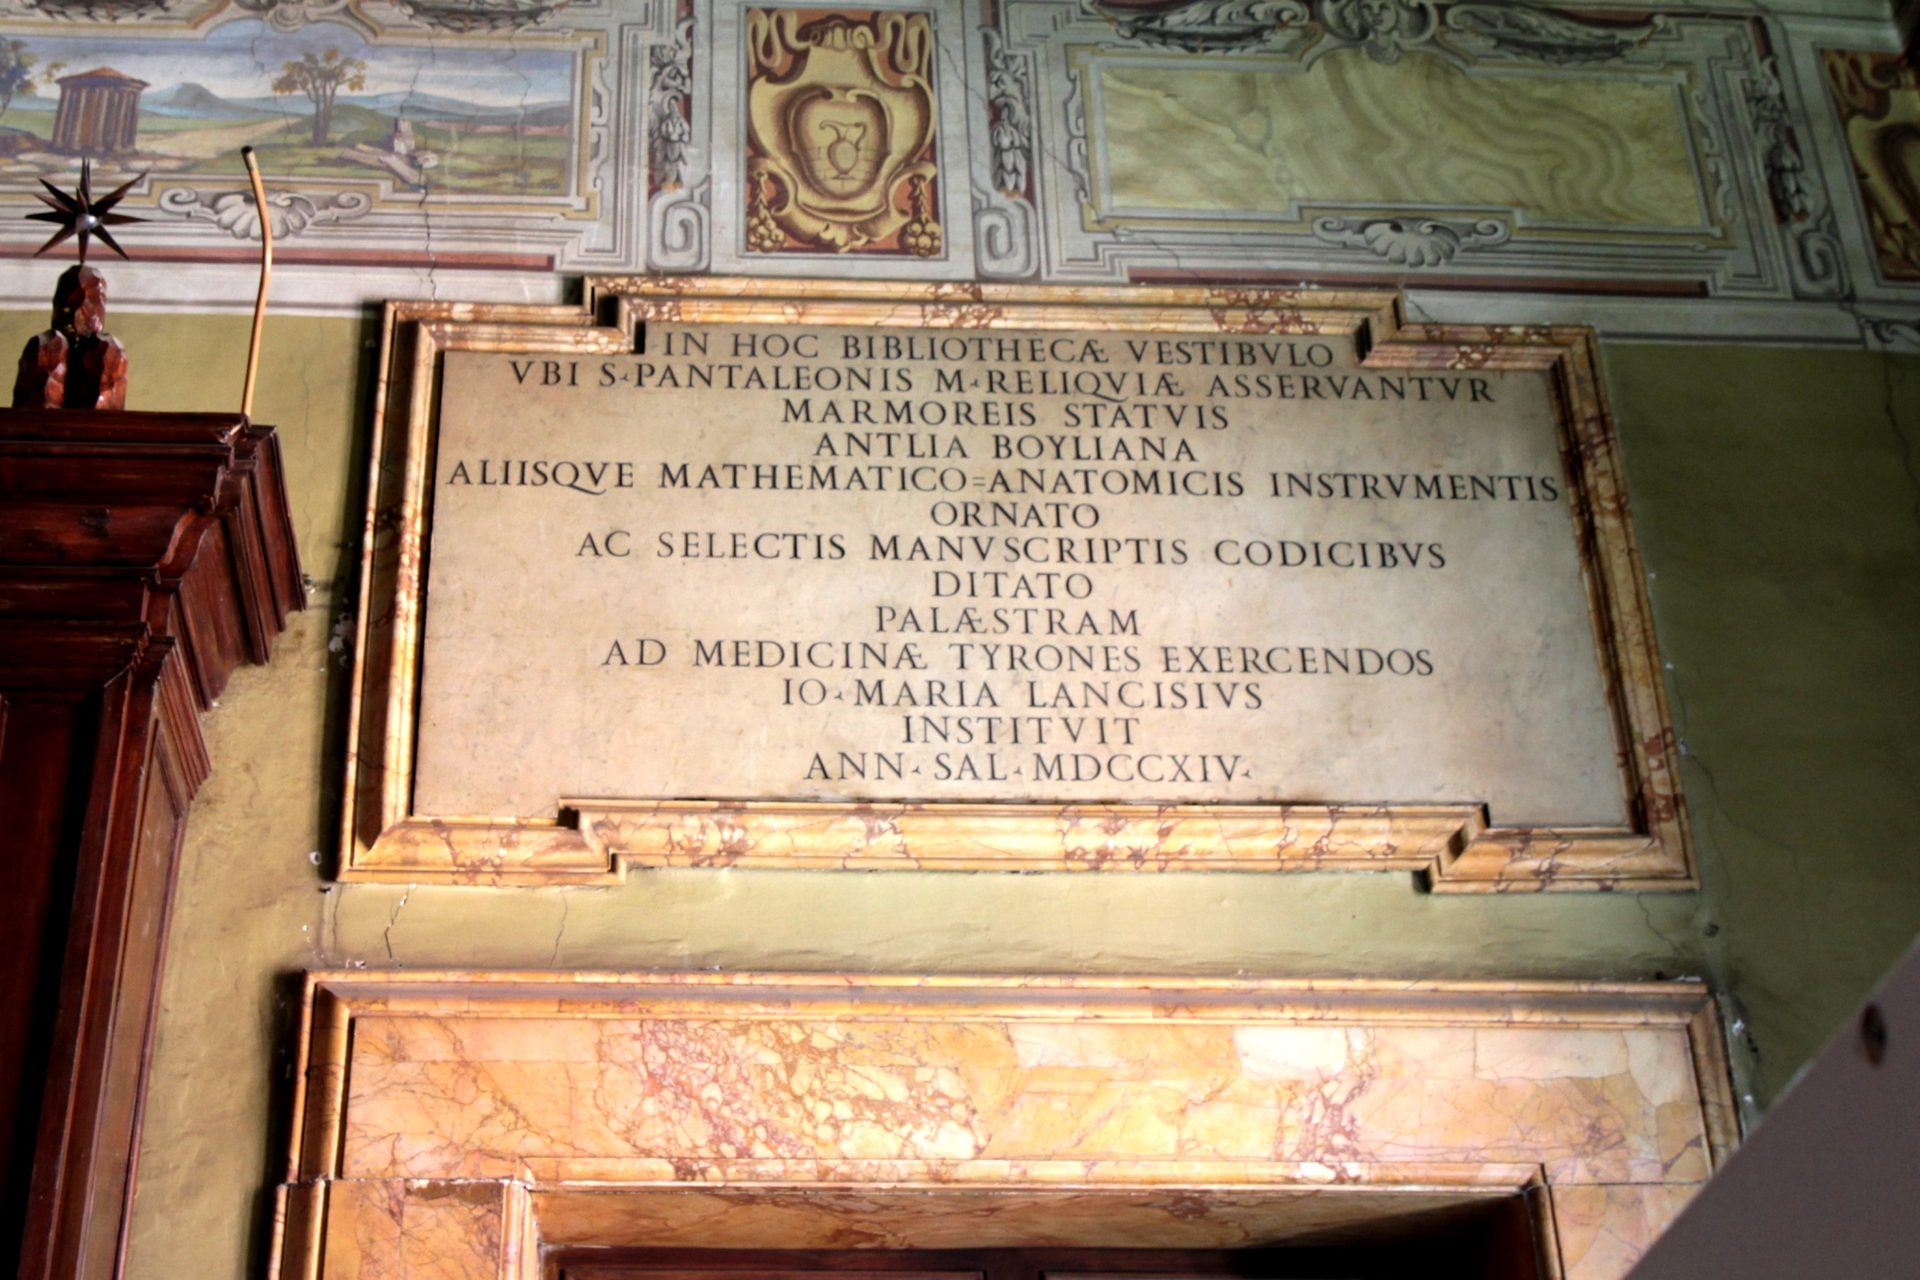 IN HOC BIBLIOTHECÆ VESTIBVLO
VBI S·PANTALEONIS M·RELIQVIÆ ASSERVANTVR
MARMOREIS STATVIS
ANTLIA BOYLIANA
ALIISQVE MATHEMATICO=ANATOMICIS INSTRVMENTIS
ORNATO
AC SELECTIS MANVSCRIPTIS CODICIBVS
DITATO
PALÆSTRAM
AD MEDICINÆ TYRONES EXERCENDOS
IO·MARIA LANCISIVS
INSTITVIT
ANN·SAL·MDCCXIV·